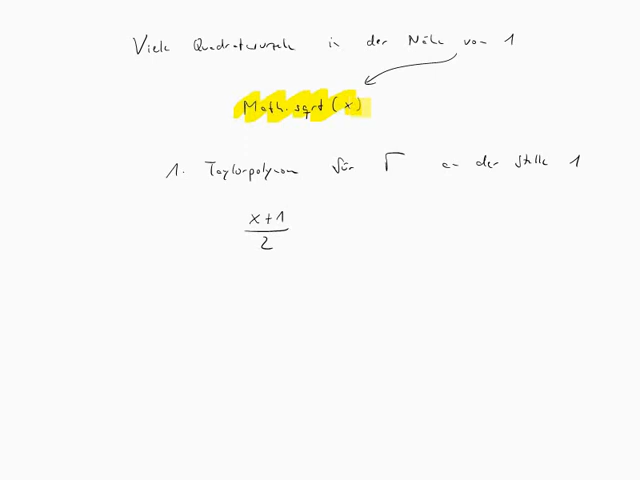 Viele Quadratwurzeln in der Nähe von 1
Math.sqrt(x)
1. Taylorpolynom für √ an der Stelle 1
x+1
2